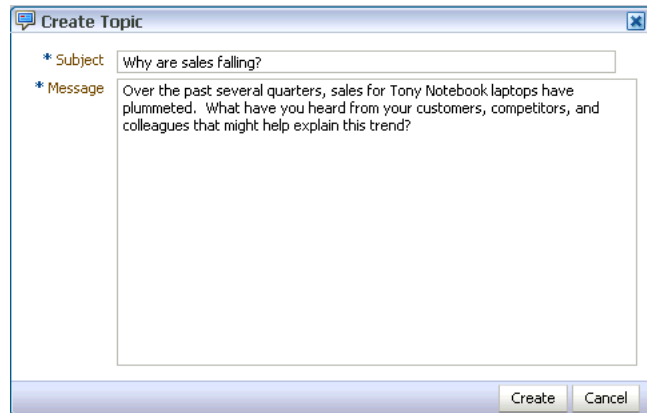 Create Topic
* Subject Why are sales falling?
* Message Over the past several quarters, sales for Tony Notebook laptops have
plummeted. What have you heard from your customers, competitors, and
colleagues that might help explain this trend?
Create Cancel